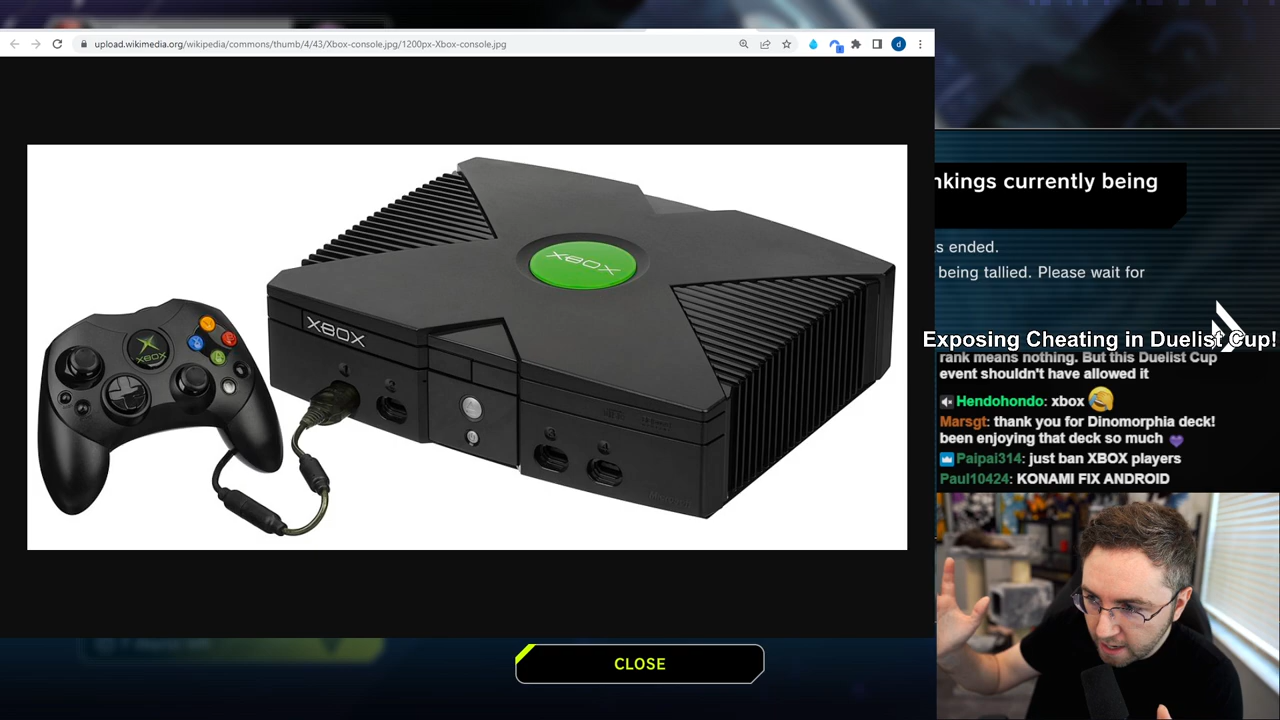 upload.wikimedia.org/wikipedia/commons/thumb/4/43/Xbox-console.jpg/1200px-Xbox-console.jpg
d
XBOX
XBOX
XBOX
nkings currently being
s ended.
being tallied. Please wait for
Exposing Cheating in Duelist Cup!
rank means nothing. But this Duelist Cup
event shouldn't have allowed it
Hendohondo: xbox
Marsgt: thank you for Dinomorphia deck!
been enjoying that deck so much
Paipai314: just ban XBOX players
Paul10424: KONAMI FIX ANDROID
CLOSE